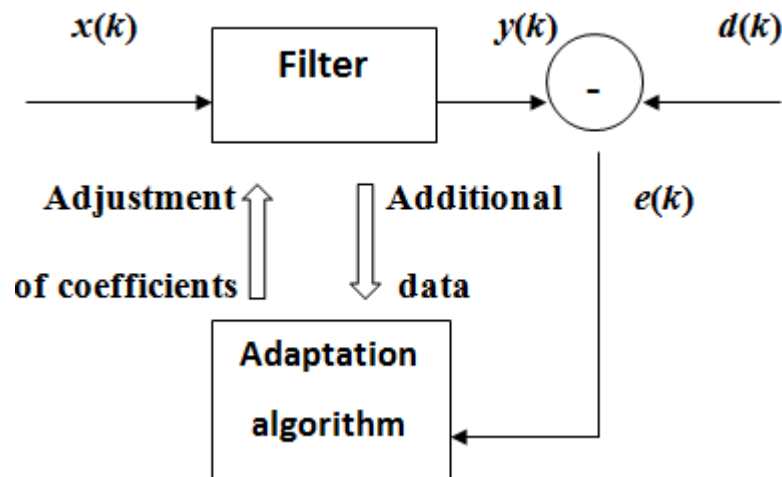 x(k)
y(k)
d(k)
Filter
-
Adjustment
Additional
e(k)
of coefficients
data
Adaptation
algorithm